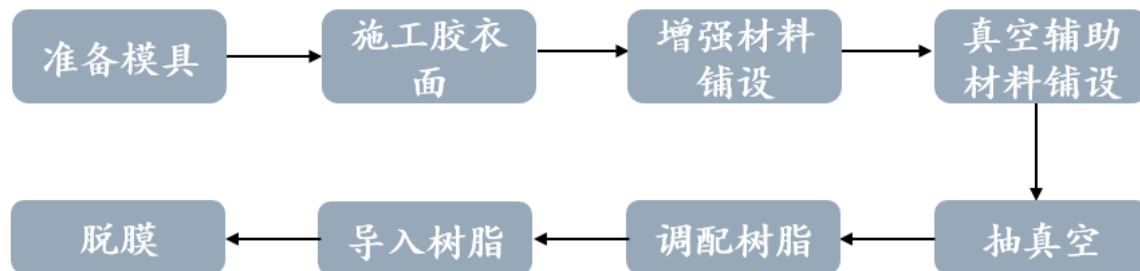 准备模具
施工胶衣
面
增强材料
铺设
真空辅助
材料铺设
抽真空
调配树脂
导入树脂
脱膜